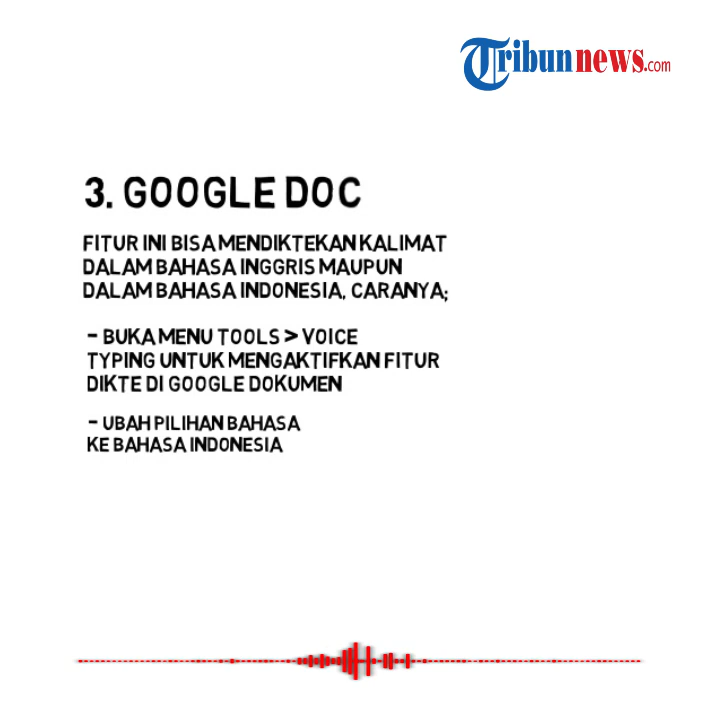 Tribunnews.com
3. GOOGLE DOC
FITUR INI BISA MENDIKTEKAN KALIMAT
DALAM BAHASA INGGRIS MAUPUN
DALAM BAHASA INDONESIA, CARANYA;
- BUKA MENU TOOLS > VOICE
TYPING UNTUK MENGAKTIFKAN FITUR
DIKTE DI GOOGLE DOKUMEN
- UBAH PILIHAN BAHASA
KE BAHASA INDONESIA